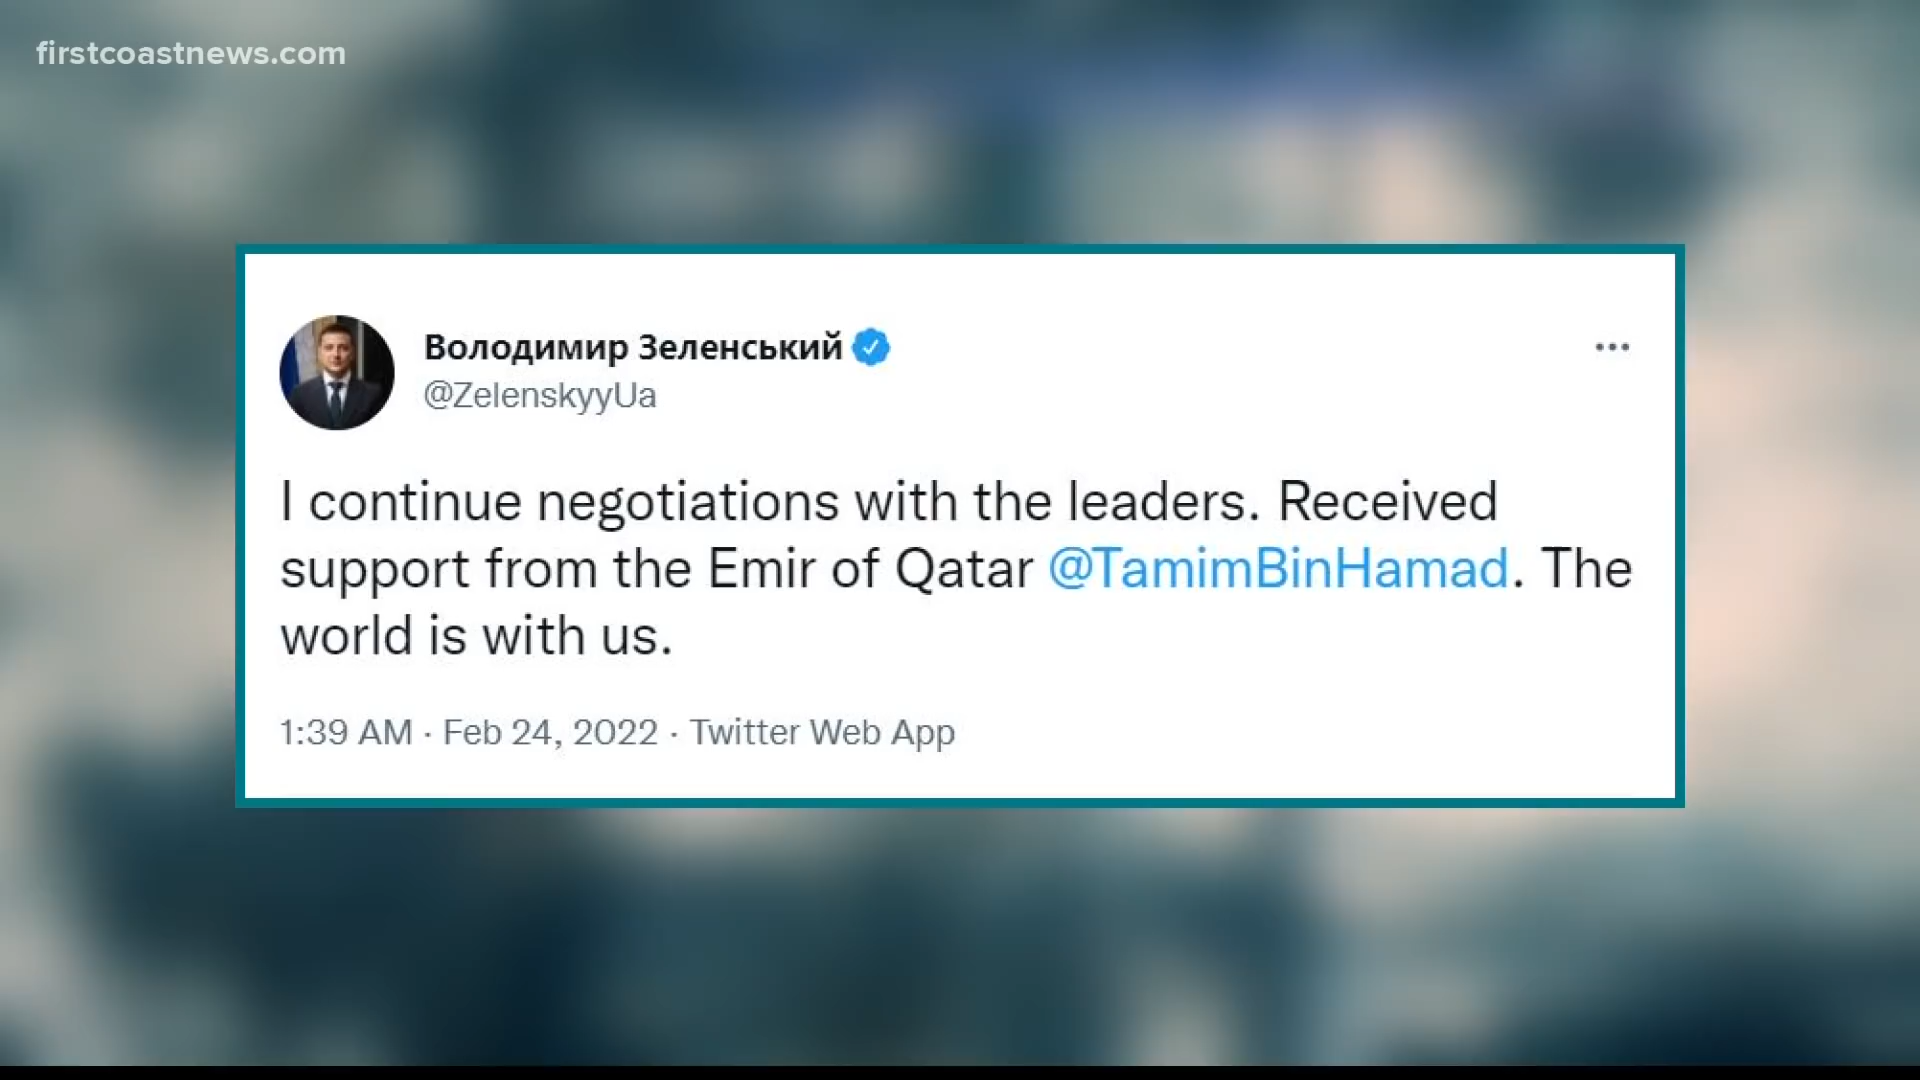 firstcoastnews.com
Володимир Зеленський
@ZelenskyyUa
I continue negotiations with the leaders. Received
support from the Emir of Qatar @TamimBinHamad. The
world is with us.
1:39 AM · Feb 24, 2022 · Twitter Web App